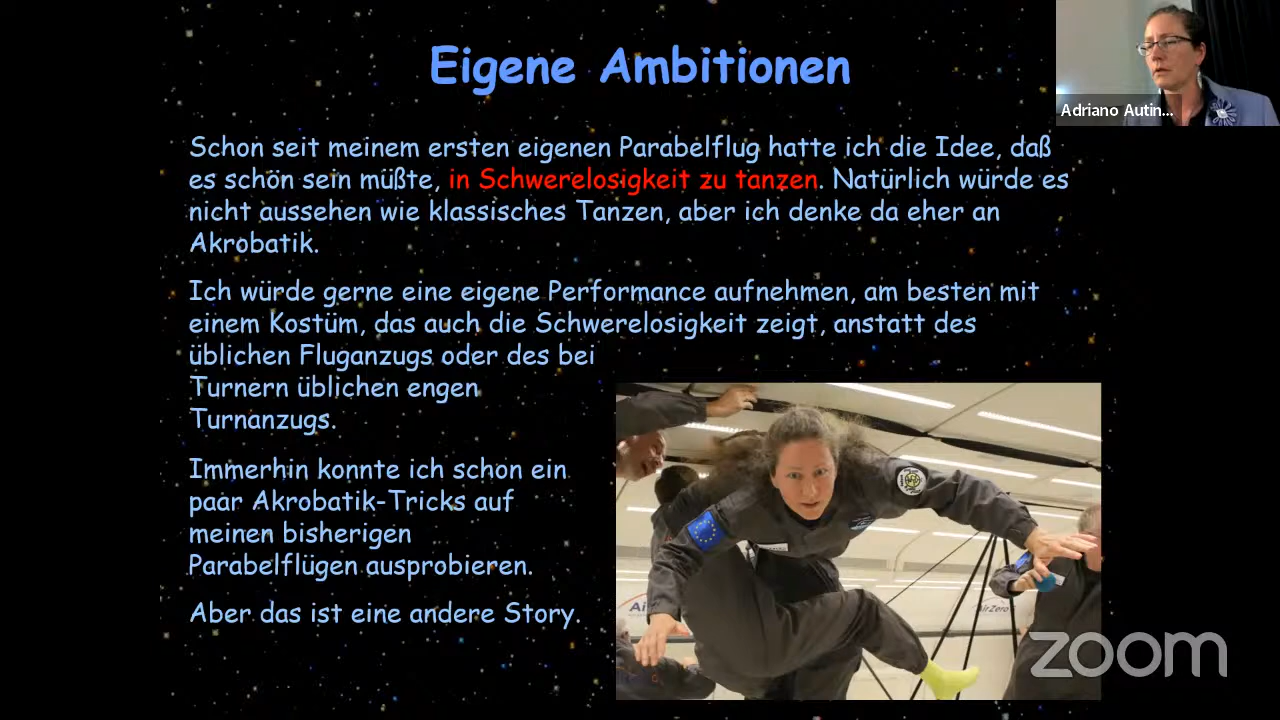 Eigene Ambitionen
Adriano Autin...
Schon seit meinem ersten eigenen Parabelflug hatte ich die Idee, daß
es schön sein müßte, in Schwerelosigkeit zu tanzen. Natürlich würde es
nicht aussehen wie klassisches Tanzen, aber ich denke da eher an
Akrobatik.
Ich würde gerne eine eigene Performance aufnehmen, am besten mit
einem Kostüm, das auch die Schwerelosigkeit zeigt, anstatt des
üblichen Fluganzugs oder des bei
Turnern üblichen engen
Turnanzugs.
Immerhin konnte ich schon ein
paar Akrobatik-Tricks auf
meinen bisherigen
Parabelflügen ausprobieren.
Aber das ist eine andere Story.
zoom